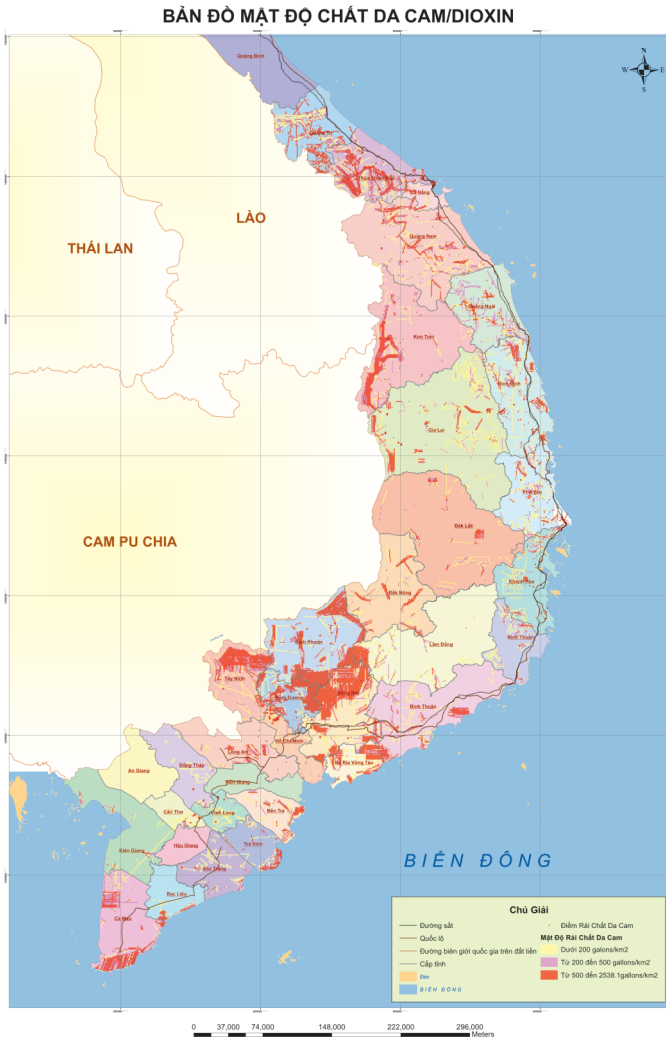 BẢN ĐỒ MẬT ĐỘ CHẤT DA CAM/DIOXIN
N
W
E
S
Quảng Bình
Quảng Trị
Thừa Thiên Huế
Đà Nẵng
LÀO
THÁI LAN
Quảng Nam
Quảng Ngãi
Kon Tum
Bình Định
Gia Lai
Phú Yên
CAM PU CHIA
Đắk Lắk
Khánh Hòa
Đắk Nông
Ninh Thuận
Lâm Đồng
Bình Phước
Tây Ninh
Đồng Nai
Bình Dương
Bình Thuận
Hồ Chí Minh
Long An
Bà Rịa Vũng Tàu
An Giang
Đồng Tháp
Tiền Giang
Bến Tre
Cần Thơ
Vĩnh Long
Trà Vinh
Hậu Giang
Kiên Giang
Sóc Trăng
BIỂN ĐÔNG
Bạc Liêu
Cà Mau
Chú Giải
Đường sắt
Quốc lộ
Đường biên giới quốc gia trên đất liền
Cấp tỉnh
Đảo
BIỂN ĐÔNG
Điểm Rải Chất Da Cam
Mật Độ Rải Chất Da Cam
Dưới 200 galons/km2
Từ 200 đến 500 gallons/km2
Từ 500 đến 2538.1gallons/km2
0 37,000 74,000 148,000 222,000 296,000
Meters